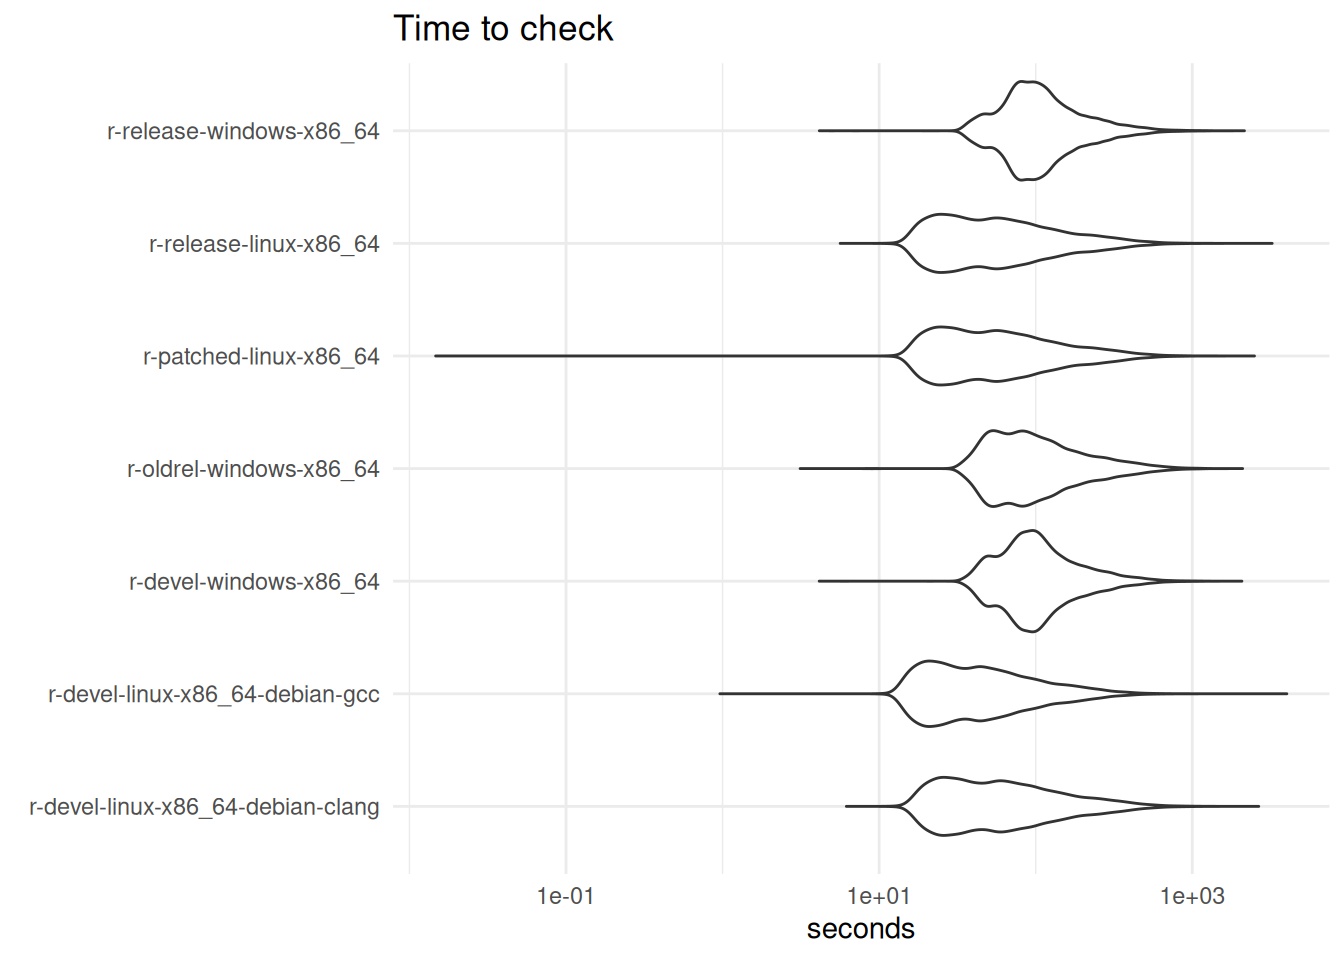 Time to check
r-release-windows-x86_64
r-release-linux-x86_64
r-patched-linux-x86_64
r-oldrel-windows-x86_64
r-devel-windows-x86_64
r-devel-linux-x86_64-debian-gcc
r-devel-linux-x86_64-debian-clang
1e-01 1e+01 1e+03
seconds